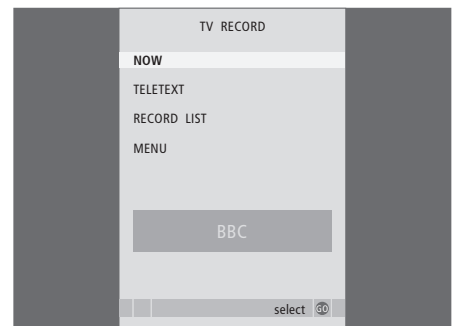 TV RECORD
NOW
TELETEXT
RECORD LIST
MENU
BBC
select GO